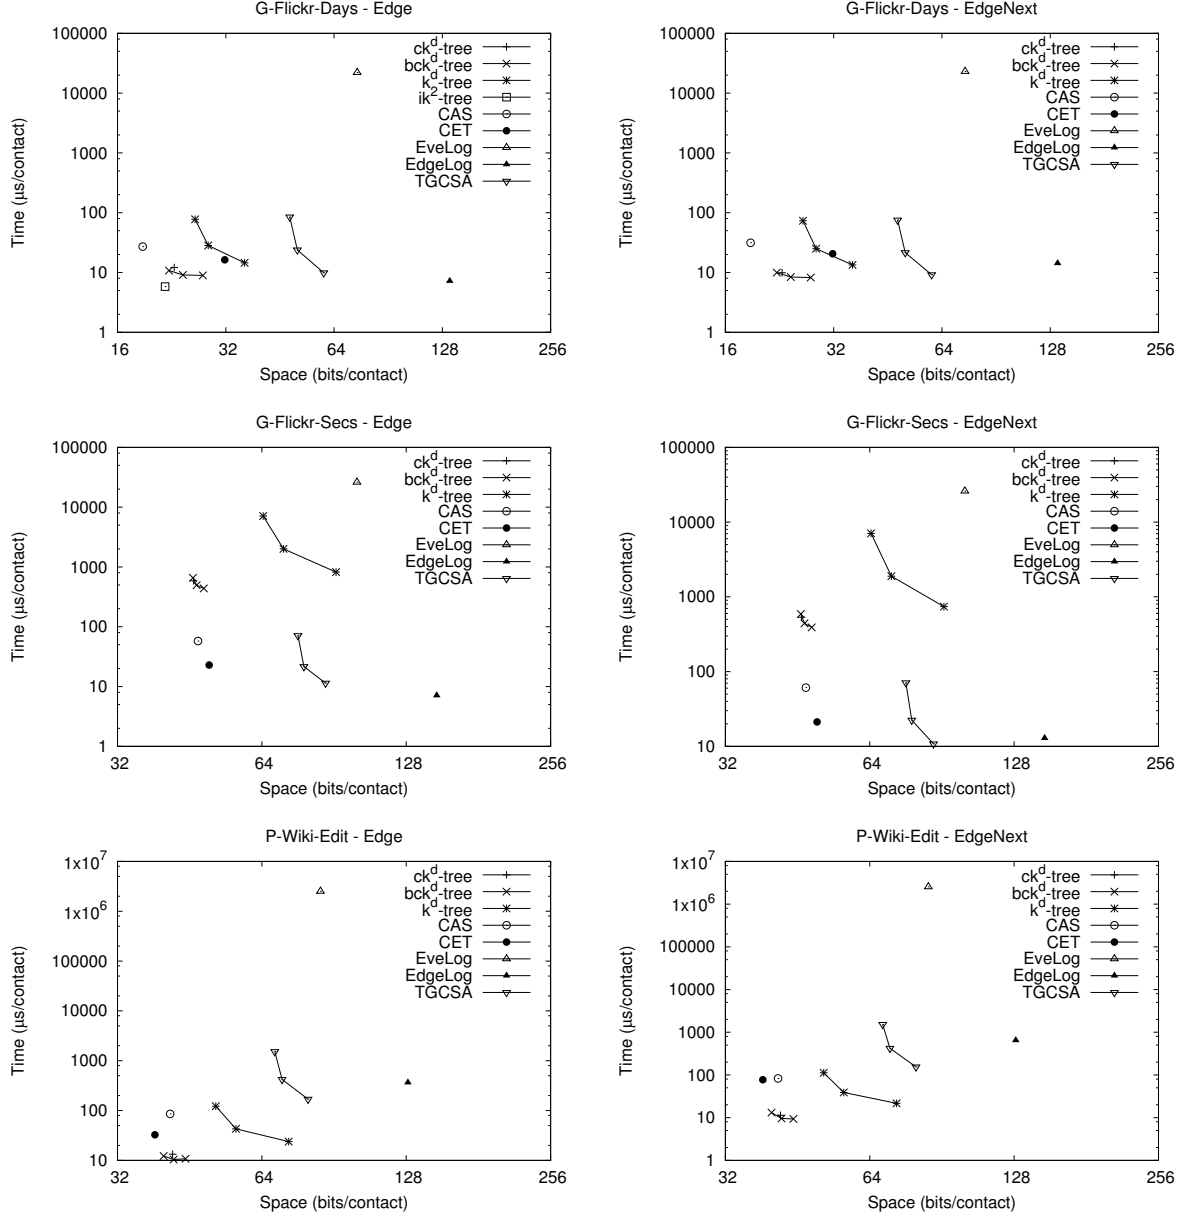 G-Flickr-Days - Edge
100000
10000
1000
100
10
1
16
32
64
128
256
Time (µs/contact)
Space (bits/contact)
ck^d-tree
bck^d-tree
k^d-tree
ik^2-tree
CAS
CET
EveLog
EdgeLog
TGCSA
G-Flickr-Days - EdgeNext
100000
10000
1000
100
10
1
16
32
64
128
256
Time (µs/contact)
Space (bits/contact)
ck^d-tree
bck^d-tree
k^d-tree
CAS
CET
EveLog
EdgeLog
TGCSA
G-Flickr-Secs - Edge
100000
10000
1000
100
10
1
32
64
128
256
Time (µs/contact)
Space (bits/contact)
ck^d-tree
bck^d-tree
k^d-tree
CAS
CET
EveLog
EdgeLog
TGCSA
G-Flickr-Secs - EdgeNext
100000
10000
1000
100
10
32
64
128
256
Time (µs/contact)
Space (bits/contact)
ck^d-tree
bck^d-tree
k^d-tree
CAS
CET
EveLog
EdgeLog
TGCSA
P-Wiki-Edit - Edge
1x10^7
1x10^6
100000
10000
1000
100
10
32
64
128
256
Time (µs/contact)
Space (bits/contact)
ck^d-tree
bck^d-tree
k^d-tree
CAS
CET
EveLog
EdgeLog
TGCSA
P-Wiki-Edit - EdgeNext
1x10^7
1x10^6
100000
10000
1000
100
10
1
32
64
128
256
Time (µs/contact)
Space (bits/contact)
ck^d-tree
bck^d-tree
k^d-tree
CAS
CET
EveLog
EdgeLog
TGCSA